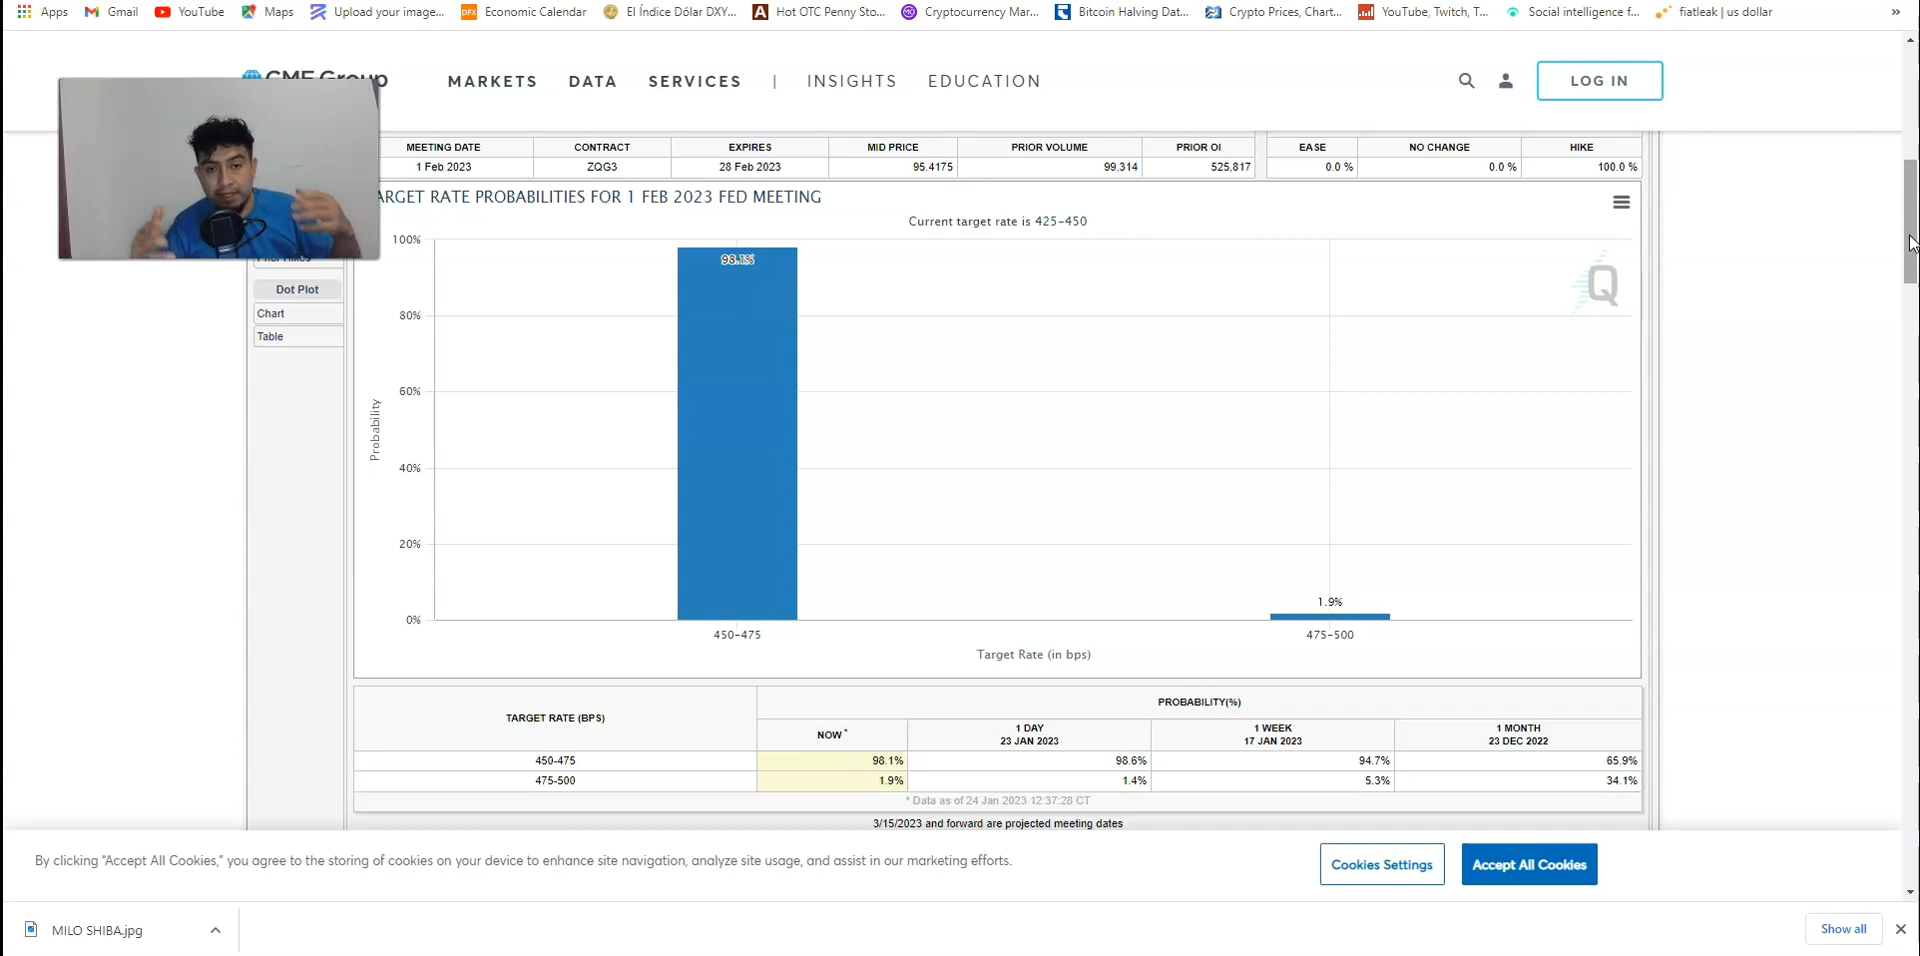 Apps Gmail YouTube Maps Upload your image... Economic Calendar El Índice Dólar DXY... Hot OTC Penny Sto... Cryptocurrency Mar... Bitcoin Halving Dat... Crypto Prices, Chart... YouTube, Twitch, T... Social intelligence f... fiatleak | us dollar »
CME Group MARKETS DATA SERVICES | INSIGHTS EDUCATION LOG IN
MEETING DATE CONTRACT EXPIRES MID PRICE PRIOR VOLUME PRIOR OI EASE NO CHANGE HIKE
1 Feb 2023 ZQG3 28 Feb 2023 95.4175 99,314 525,817 0.0 % 0.0 % 100.0 %
ARGET RATE PROBABILITIES FOR 1 FEB 2023 FED MEETING
Current target rate is 425-450
Dot Plot
Chart
Table
Probability
100%
80%
60%
40%
20%
0%
98.1%
1.9%
Q
450-475 475-500
Target Rate (in bps)
TARGET RATE (BPS) PROBABILITY(%)
NOW * 1 DAY 23 JAN 2023 1 WEEK 17 JAN 2023 1 MONTH 23 DEC 2022
450-475 98.1% 98.6% 94.7% 65.9%
475-500 1.9% 1.4% 5.3% 34.1%
* Data as of 24 Jan 2023 12:37:28 CT
3/15/2023 and forward are projected meeting dates
By clicking “Accept All Cookies,” you agree to the storing of cookies on your device to enhance site navigation, analyze site usage, and assist in our marketing efforts. Cookies Settings Accept All Cookies
MILO SHIBA.jpg Show all